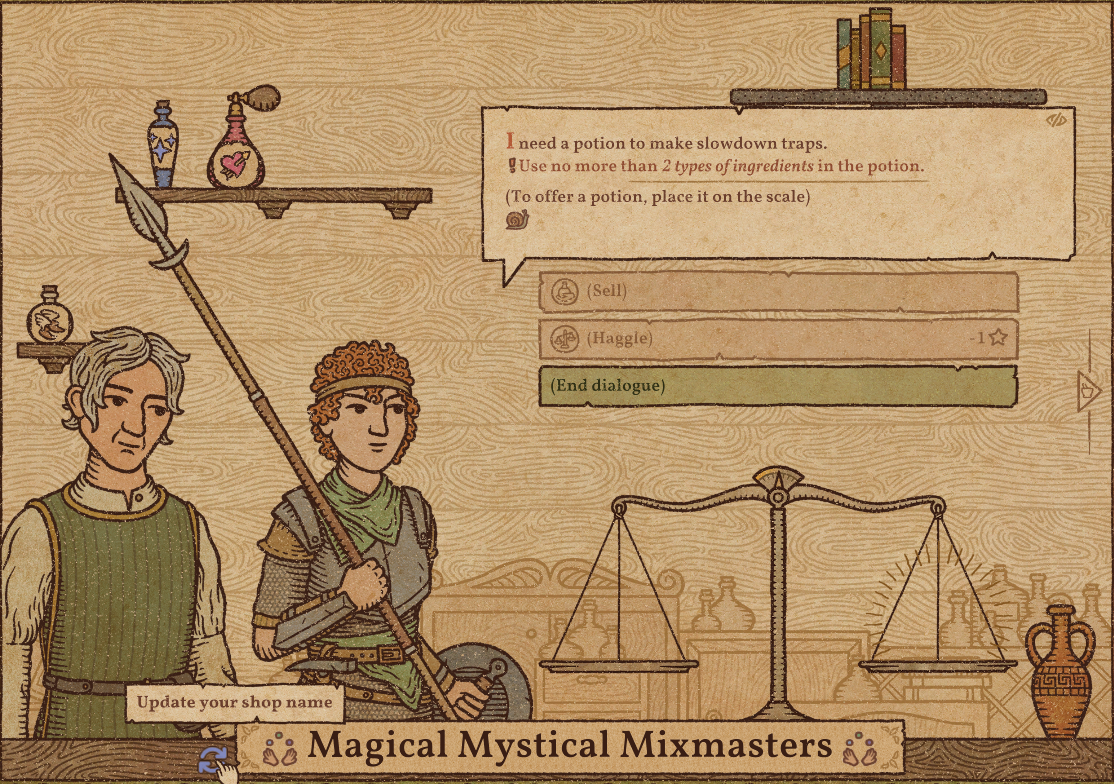 I need a potion to make slowdown traps.
Use no more than 2 types of ingredients in the potion.
(To offer a potion, place it on the scale)
(Sell)
(Haggle) -1
(End dialogue)
Update your shop name
Magical Mystical Mixmasters